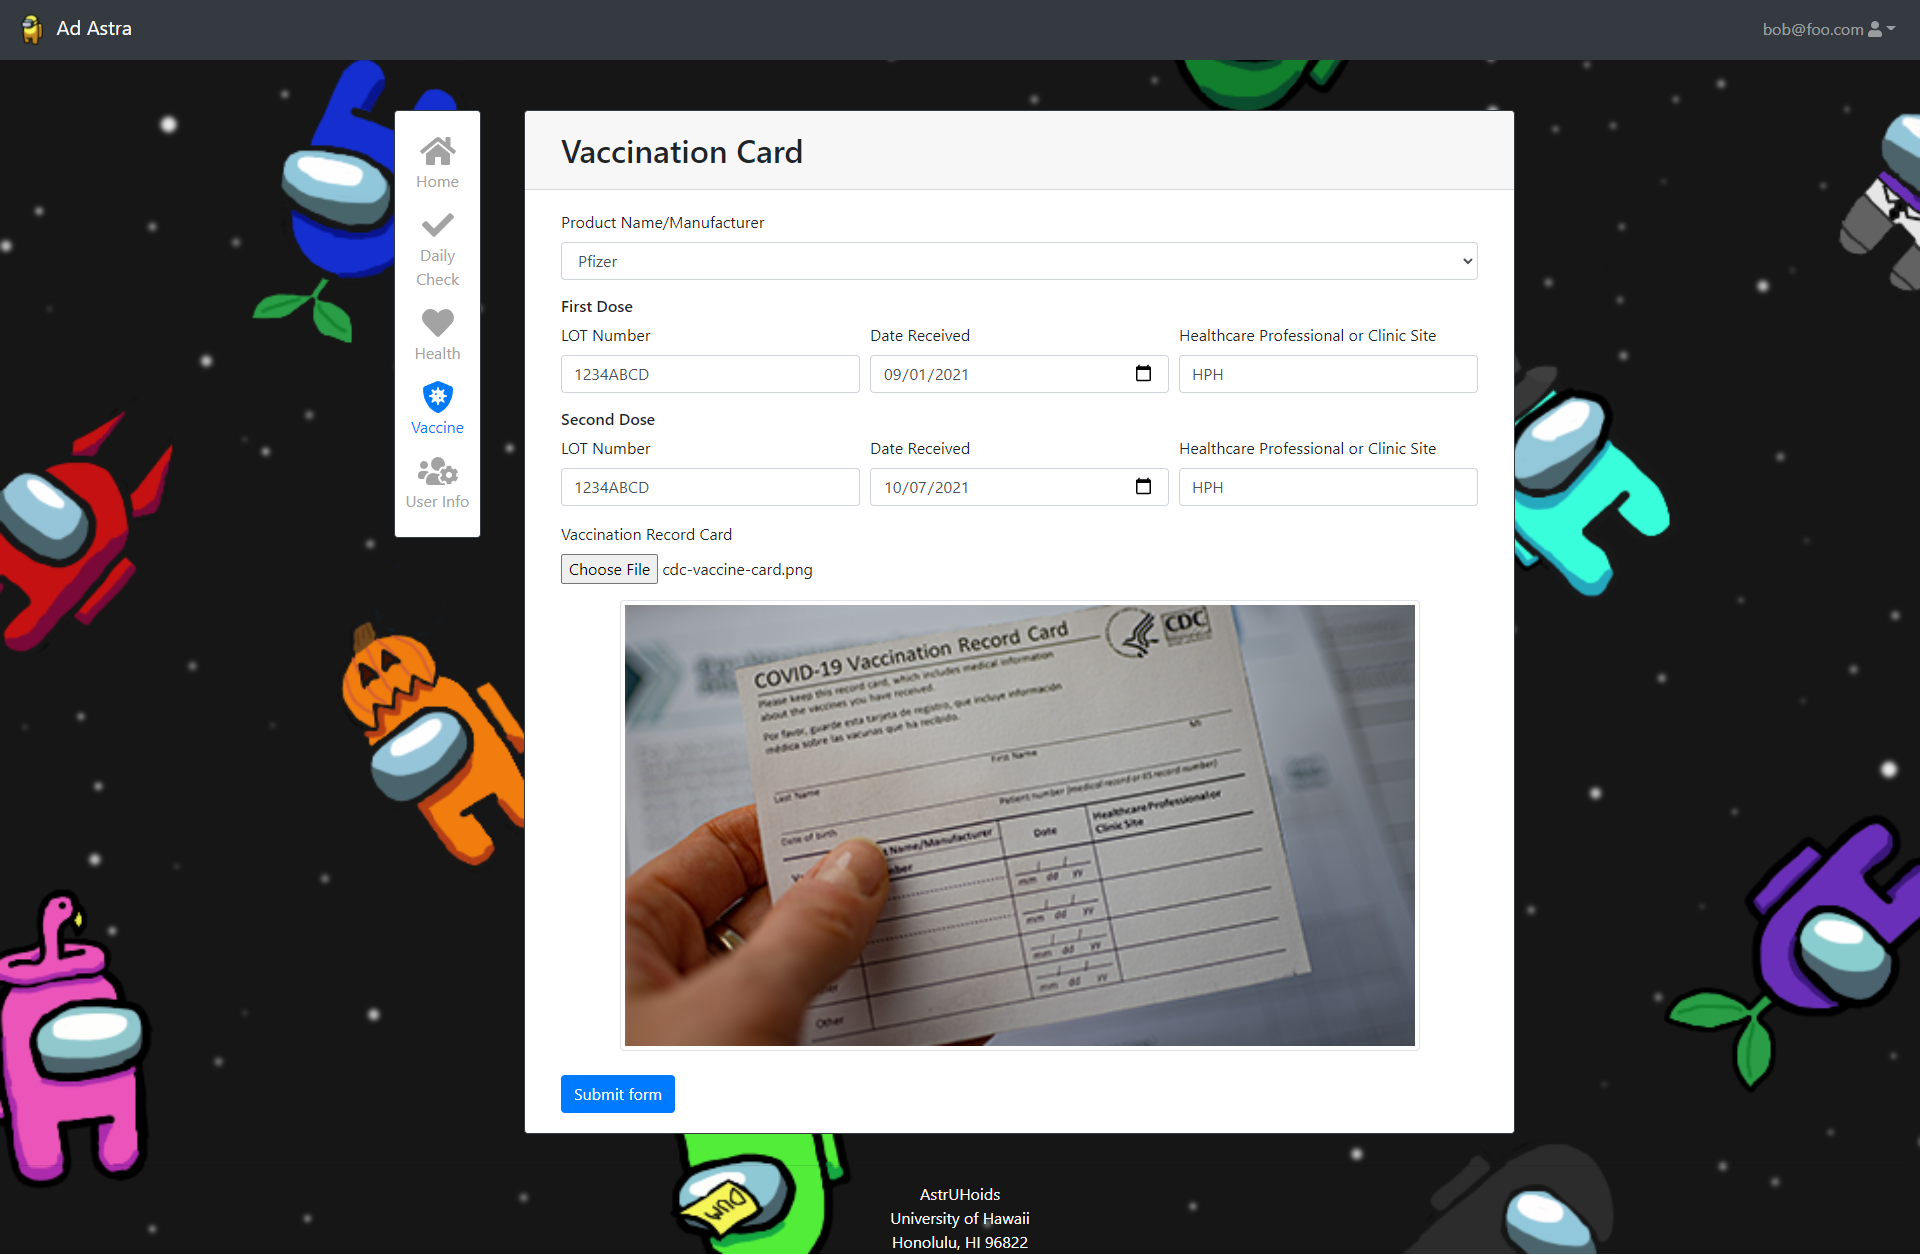 Ad Astra
bob@foo.com
Home
Daily
Check
Health
Vaccine
User Info
Vaccination Card
Product Name/Manufacturer
Pfizer
First Dose
LOT Number Date Received Healthcare Professional or Clinic Site
1234ABCD 09/01/2021 HPH
Second Dose
LOT Number Date Received Healthcare Professional or Clinic Site
1234ABCD 10/07/2021 HPH
Vaccination Record Card
Choose File cdc-vaccine-card.png
CDC
COVID-19 Vaccination Record Card
Please keep this record card, which includes medical information
about the vaccines you have received.
Por favor, guarde esta tarjeta de registro, que incluye información
médica sobre las vacunas que ha recibido.
Last Name First Name MI
Date of birth Patient number (medical record or IIS record number)
t Name/Manufacturer Date Healthcare Professional or
Clinic Site
mber
mm dd yy
mm dd yy
mm dd yy
mm dd yy
Other
Submit form
DUM
AstrUHoids
University of Hawaii
Honolulu, HI 96822